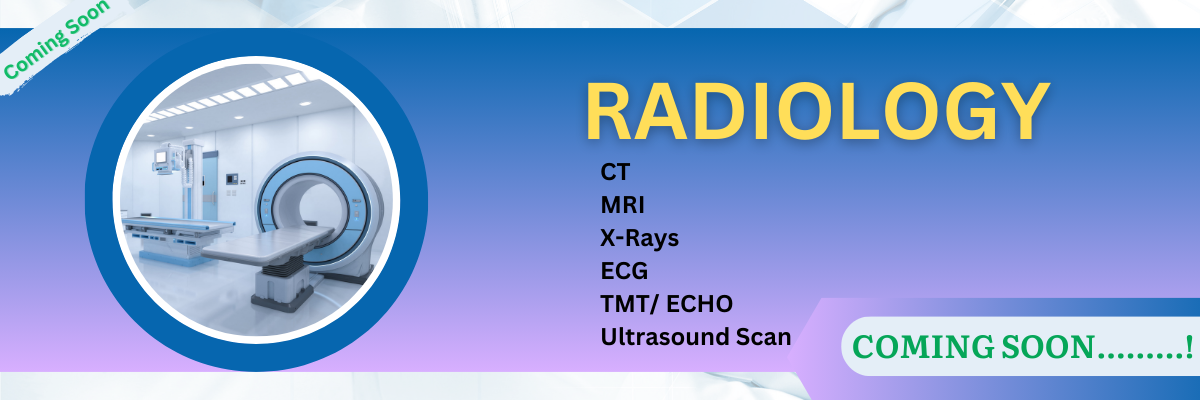 Coming Soon
RADIOLOGY
CT
MRI
X-Rays
ECG
TMT/ ECHO
Ultrasound Scan
COMING SOON.........!